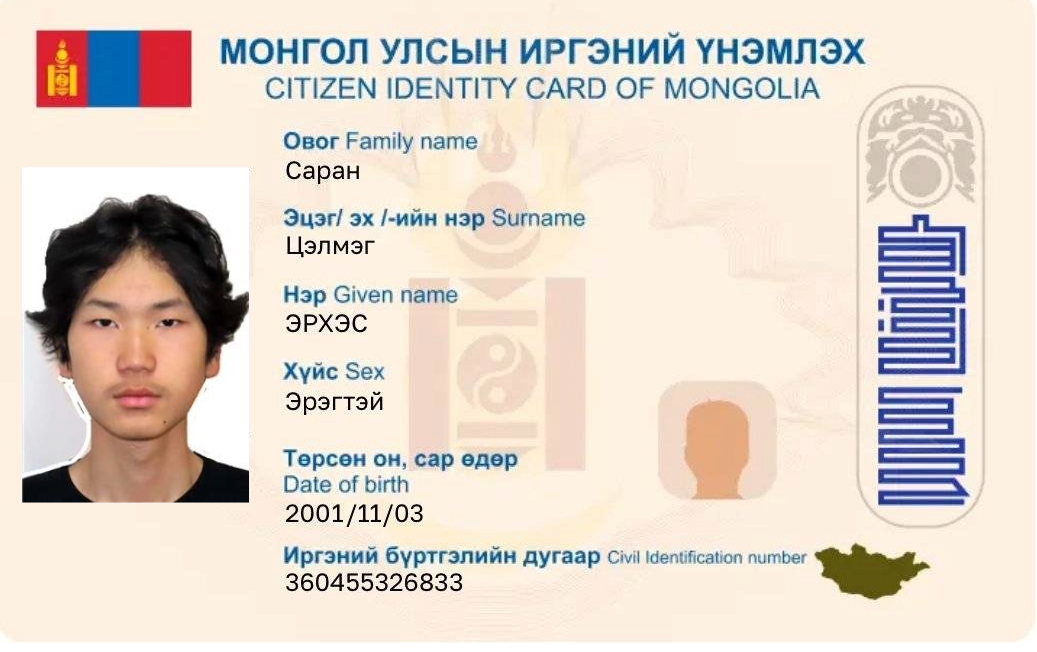 МОНГОЛ УЛСЫН ИРГЭНИЙ ҮНЭМЛЭХ
CITIZEN IDENTITY CARD OF MONGOLIA
Овог Family name
Саран
Эцэг/ эх /-ийн нэр Surname
Цэлмэг
Нэр Given name
ЭРХЭС
Хүйс Sex
Эрэгтэй
Төрсөн он, сар өдөр
Date of birth
2001/11/03
Иргэний бүртгэлийн дугаар Civil Identification number
360455326833